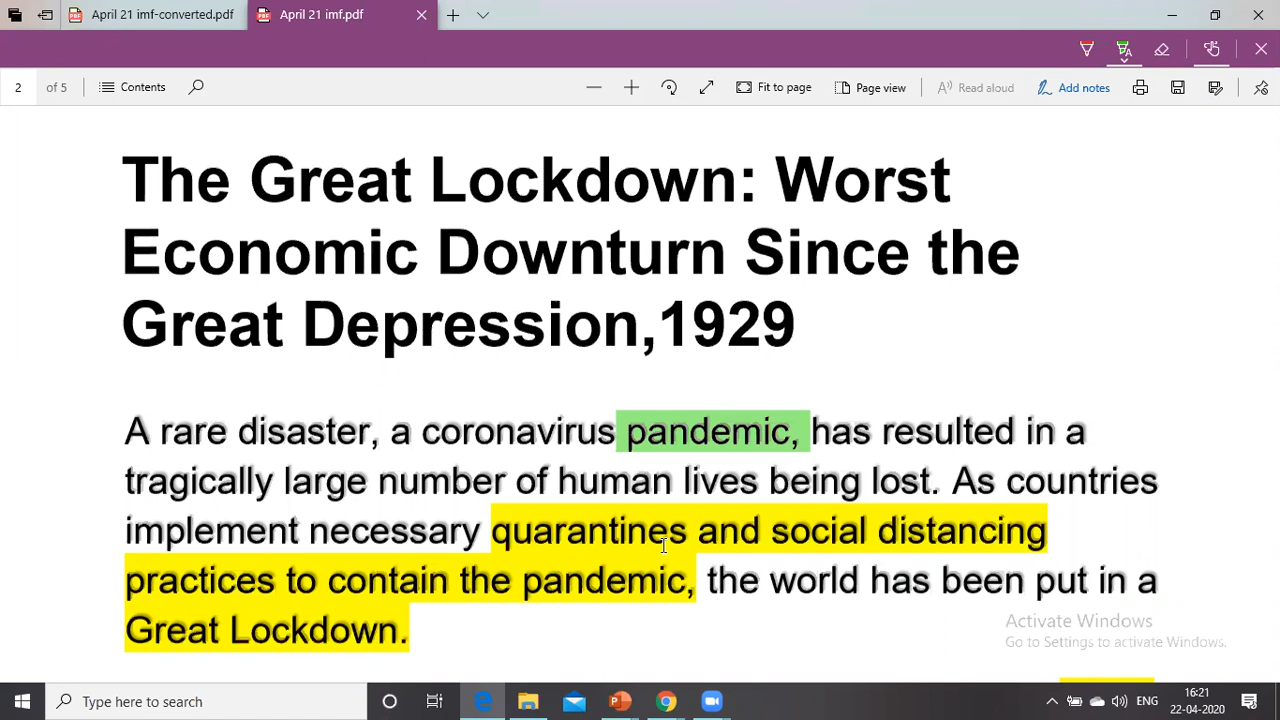 April 21 imf-converted.pdf
April 21 imf.pdf
2 of 5
Contents
Fit to page
Page view
Read aloud
Add notes
The Great Lockdown: Worst
Economic Downturn Since the
Great Depression,1929
A rare disaster, a coronavirus pandemic, has resulted in a
tragically large number of human lives being lost. As countries
implement necessary quarantines and social distancing
practices to contain the pandemic, the world has been put in a
Great Lockdown.
Activate Windows
Go to Settings to activate Windows.
Type here to search
ENG
16:21
22-04-2020